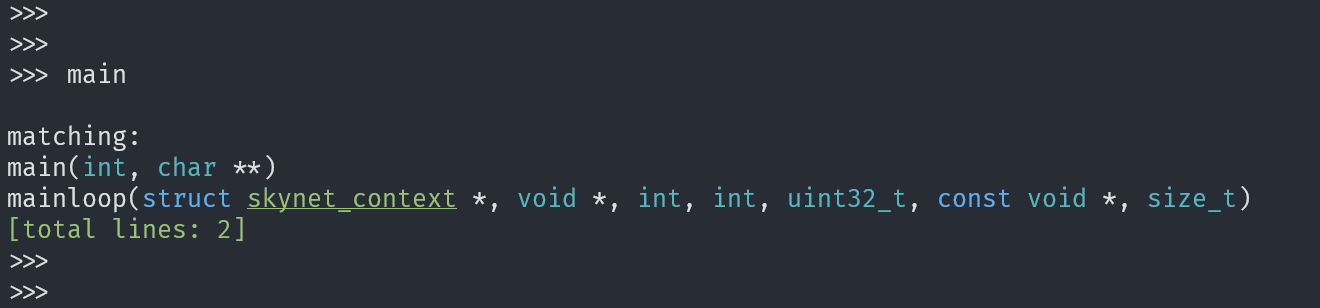 >>>
>>>
>>> main
matching:
main(int, char **)
mainloop(struct skynet_context *, void *, int, int, uint32_t, const void *, size_t)
[total lines: 2]
>>>
>>>